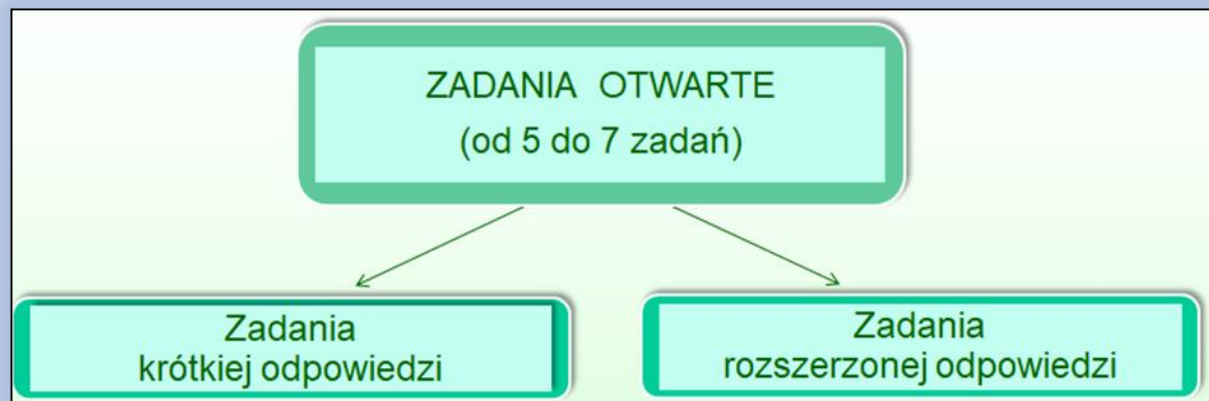 ZADANIA OTWARTE
(od 5 do 7 zadań)
Zadania
krótkiej odpowiedzi
Zadania
rozszerzonej odpowiedzi